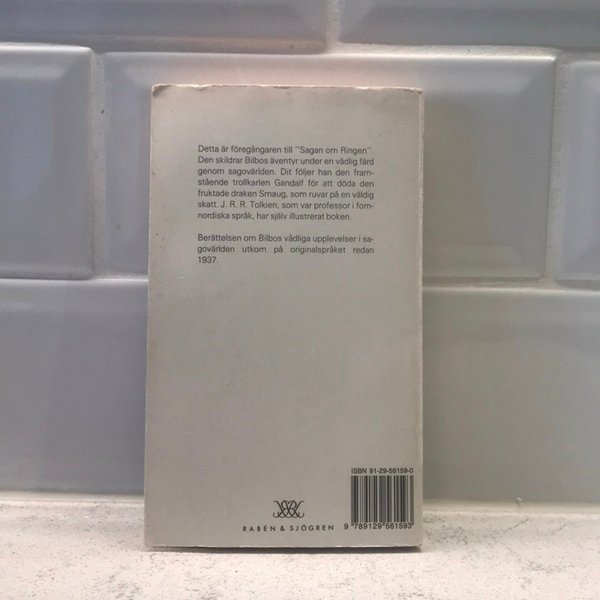 Detta är föregångaren till "Sagan om Ringen".
Den skildrar Bilbos äventyr under en vådlig färd
genom sagovärlden. Dit följer han den fram-
stående trollkarlen Gandalf för att döda den
fruktade draken Smaug, som ruvar på en väldig
skatt. J. R. R. Tolkien, som var professor i forn-
nordiska språk, har själv illustrerat boken.
Berättelsen om Bilbos vådliga upplevelser i sa-
govärlden utkom på originalspråket redan
1937.
ISBN 91-29-56159-0
RABÉN & SJÖGREN
9 789129 561593